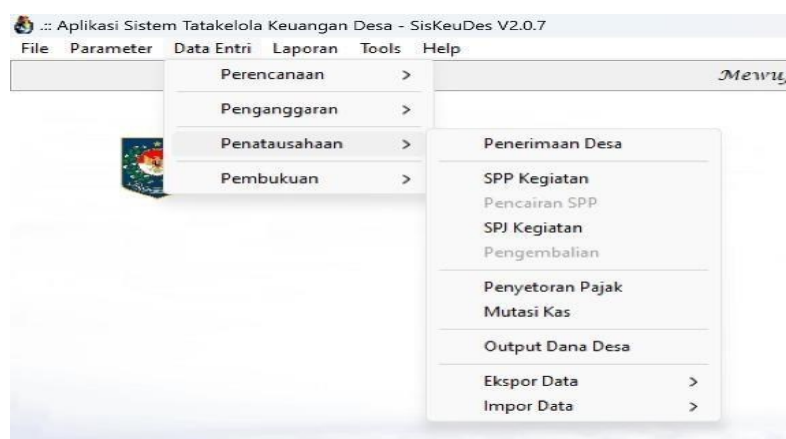 .:: Aplikasi Sistem Tatakelola Keuangan Desa - SisKeuDes V2.0.7
File Parameter Data Entri Laporan Tools Help
Perencanaan >
Penganggaran >
Penatausahaan >
Pembukuan >
Penerimaan Desa
SPP Kegiatan
Pencairan SPP
SPJ Kegiatan
Pengembalian
Penyetoran Pajak
Mutasi Kas
Output Dana Desa
Ekspor Data >
Impor Data >